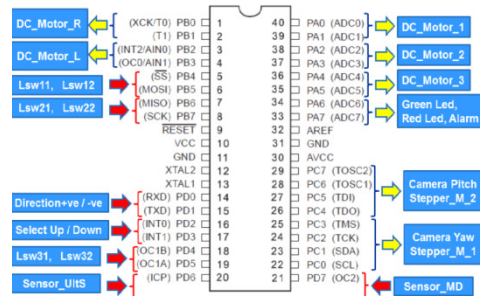 DC_Motor_R
DC_Motor_L
Lsw11, Lsw12
Lsw21, Lsw22
Direction+ve / -ve
Select Up / Down
Lsw31, Lsw32
Sensor_UltS
(XCK/T0) PB0 1
(T1) PB1 2
(INT2/AIN0) PB2 3
(OC0/AIN1) PB3 4
(SS) PB4 5
(MOSI) PB5 6
(MISO) PB6 7
(SCK) PB7 8
RESET 9
VCC 10
GND 11
XTAL2 12
XTAL1 13
(RXD) PD0 14
(TXD) PD1 15
(INT0) PD2 16
(INT1) PD3 17
(OC1B) PD4 18
(OC1A) PD5 19
(ICP) PD6 20
40 PA0 (ADC0)
39 PA1 (ADC1)
38 PA2 (ADC2)
37 PA3 (ADC3)
36 PA4 (ADC4)
35 PA5 (ADC5)
34 PA6 (ADC6)
33 PA7 (ADC7)
32 AREF
31 GND
30 AVCC
29 PC7 (TOSC2)
28 PC6 (TOSC1)
27 PC5 (TDI)
26 PC4 (TDO)
25 PC3 (TMS)
24 PC2 (TCK)
23 PC1 (SDA)
22 PC0 (SCL)
21 PD7 (OC2)
DC_Motor_1
DC_Motor_2
DC_Motor_3
Green Led,
Red Led, Alarm
Camera Pitch
Stepper_M_2
Camera Yaw
Stepper_M_1
Sensor_MD